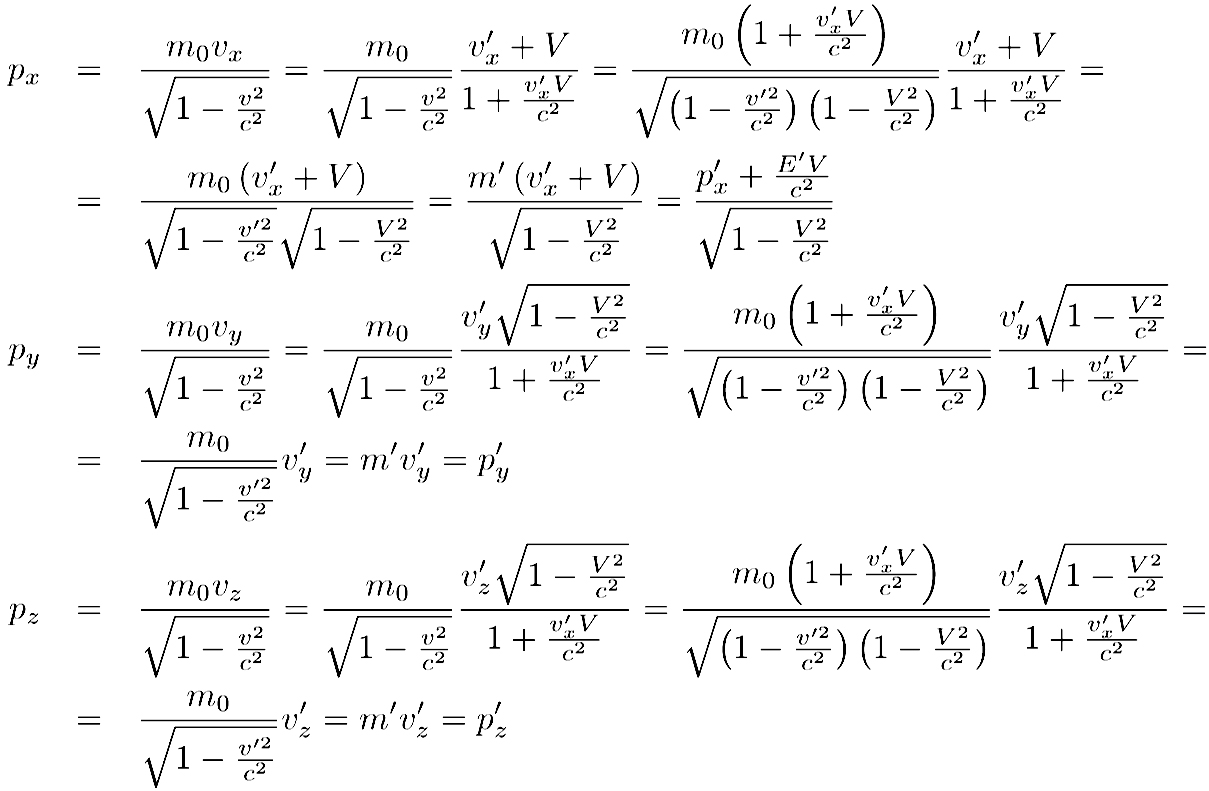 $p_x = \frac{m_0 v_x}{\sqrt{1-\frac{v^2}{c^2}}} = \frac{m_0}{\sqrt{1-\frac{v^2}{c^2}}} \frac{v'_x+V}{1+\frac{v'_x V}{c^2}} = \frac{m_0\left(1+\frac{v'_x V}{c^2}\right)}{\sqrt{\left(1-\frac{v'^2}{c^2}\right)\left(1-\frac{V^2}{c^2}\right)}} \frac{v'_x+V}{1+\frac{v'_x V}{c^2}} =$
$= \frac{m_0\left(v'_x+V\right)}{\sqrt{1-\frac{v'^2}{c^2}}\sqrt{1-\frac{V^2}{c^2}}} = \frac{m'\left(v'_x+V\right)}{\sqrt{1-\frac{V^2}{c^2}}} = \frac{p'_x+\frac{E'V}{c^2}}{\sqrt{1-\frac{V^2}{c^2}}}$
$p_y = \frac{m_0 v_y}{\sqrt{1-\frac{v^2}{c^2}}} = \frac{m_0}{\sqrt{1-\frac{v^2}{c^2}}} \frac{v'_y\sqrt{1-\frac{V^2}{c^2}}}{1+\frac{v'_x V}{c^2}} = \frac{m_0\left(1+\frac{v'_x V}{c^2}\right)}{\sqrt{\left(1-\frac{v'^2}{c^2}\right)\left(1-\frac{V^2}{c^2}\right)}} \frac{v'_y\sqrt{1-\frac{V^2}{c^2}}}{1+\frac{v'_x V}{c^2}} =$
$= \frac{m_0}{\sqrt{1-\frac{v'^2}{c^2}}} v'_y = m' v'_y = p'_y$
$p_z = \frac{m_0 v_z}{\sqrt{1-\frac{v^2}{c^2}}} = \frac{m_0}{\sqrt{1-\frac{v^2}{c^2}}} \frac{v'_z\sqrt{1-\frac{V^2}{c^2}}}{1+\frac{v'_x V}{c^2}} = \frac{m_0\left(1+\frac{v'_x V}{c^2}\right)}{\sqrt{\left(1-\frac{v'^2}{c^2}\right)\left(1-\frac{V^2}{c^2}\right)}} \frac{v'_z\sqrt{1-\frac{V^2}{c^2}}}{1+\frac{v'_x V}{c^2}} =$
$= \frac{m_0}{\sqrt{1-\frac{v'^2}{c^2}}} v'_z = m' v'_z = p'_z$